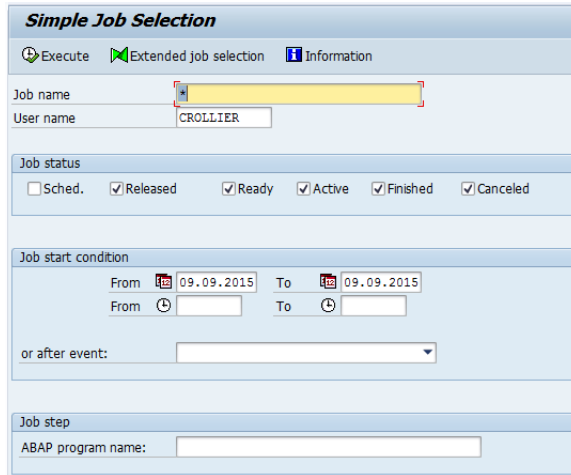 Simple Job Selection
Execute Extended job selection Information
Job name *
User name CROLLIER
Job status
Sched. Released Ready Active Finished Canceled
Job start condition
From 09.09.2015 To 09.09.2015
From To
or after event:
Job step
ABAP program name: